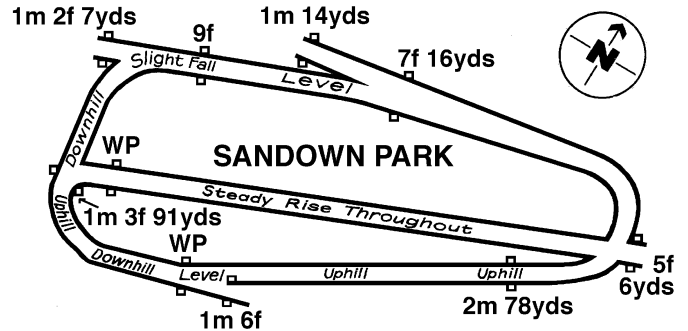 1m 2f 7yds
9f
1m 14yds
7f 16yds
N
Slight Fall
Level
Downhill
WP
SANDOWN PARK
Steady Rise Throughout
Uphill
1m 3f 91yds
WP
Downhill
Level
Uphill
Uphill
5f
6yds
2m 78yds
1m 6f